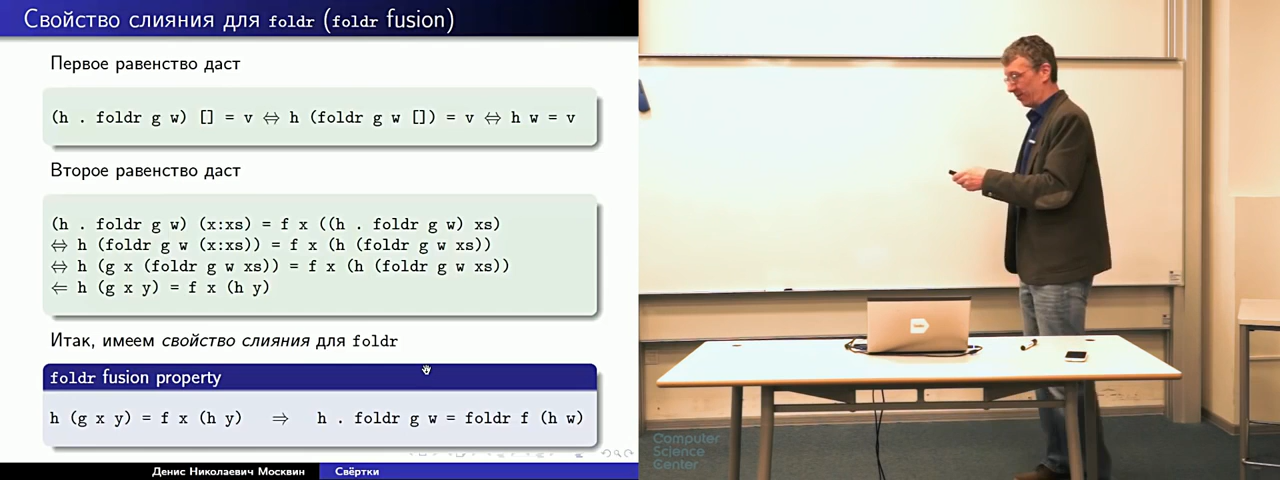 Свойство слияния для foldr (foldr fusion)
Первое равенство даст
(h . foldr g w) [] = v ⇔ h (foldr g w []) = v ⇔ h w = v
Второе равенство даст
(h . foldr g w) (x:xs) = f x ((h . foldr g w) xs)
⇔ h (foldr g w (x:xs)) = f x (h (foldr g w xs))
⇔ h (g x (foldr g w xs)) = f x (h (foldr g w xs))
⇐ h (g x y) = f x (h y)
Итак, имеем свойство слияния для foldr
foldr fusion property
h (g x y) = f x (h y) ⇒ h . foldr g w = foldr f (h w)
Денис Николаевич Москвин Свёртки
Computer
Science
Center